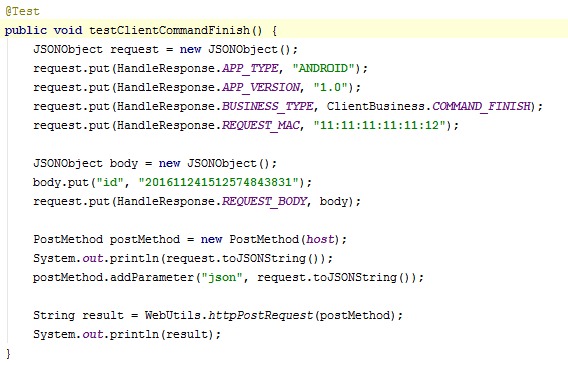 @Test
public void testClientCommandFinish() {
    JSONObject request = new JSONObject();
    request.put(HandleResponse.APP_TYPE, "ANDROID");
    request.put(HandleResponse.APP_VERSION, "1.0");
    request.put(HandleResponse.BUSINESS_TYPE, ClientBusiness.COMMAND_FINISH);
    request.put(HandleResponse.REQUEST_MAC, "11:11:11:11:11:12");

    JSONObject body = new JSONObject();
    body.put("id", "201611241512574843831");
    request.put(HandleResponse.REQUEST_BODY, body);

    PostMethod postMethod = new PostMethod(host);
    System.out.println(request.toJSONString());
    postMethod.addParameter("json", request.toJSONString());

    String result = WebUtils.httpPostRequest(postMethod);
    System.out.println(result);
}